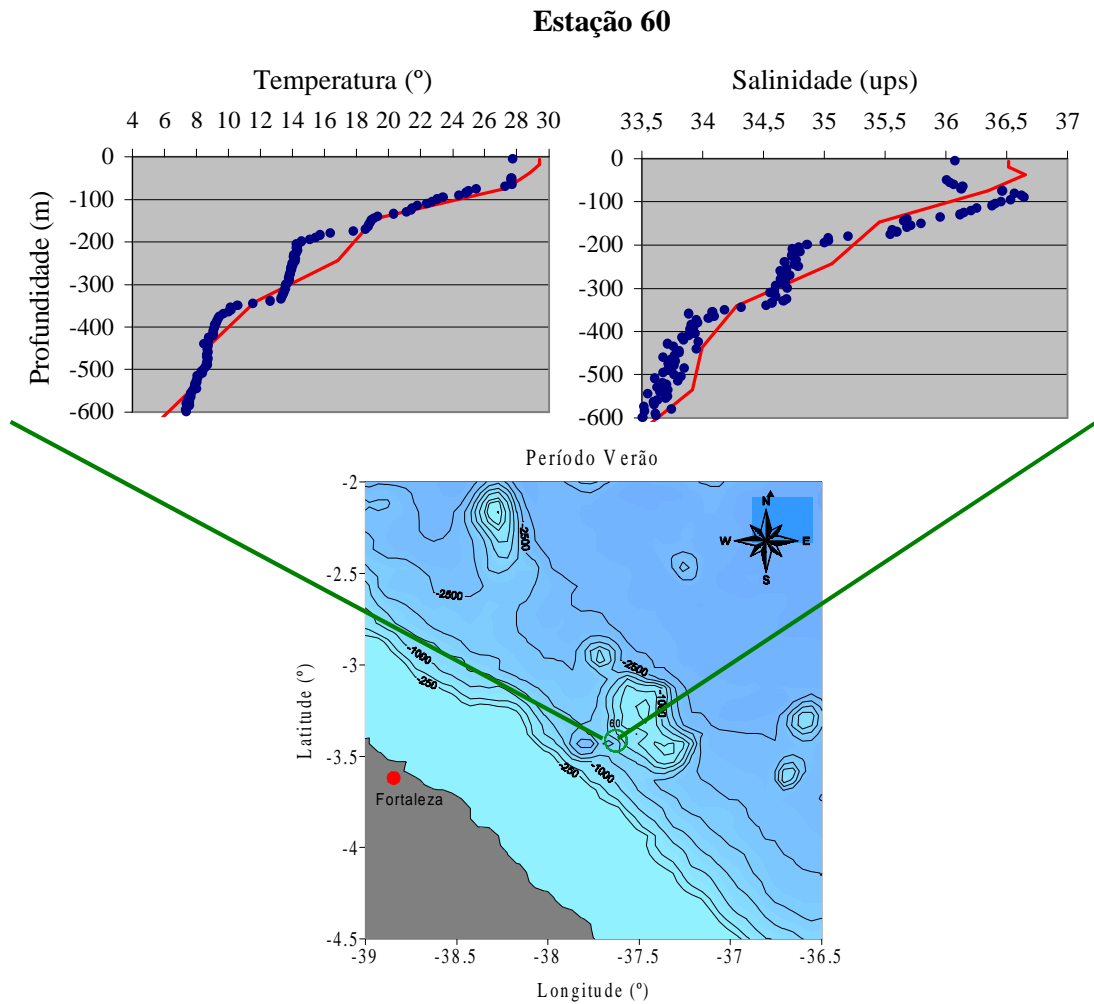 Estação 60
Temperatura (º)
4 6 8 10 12 14 16 18 20 22 24 26 28 30
0
-100
-200
-300
-400
-500
-600
Profundidade (m)
Salinidade (ups)
33,5 34 34,5 35 35,5 36 36,5 37
0
-100
-200
-300
-400
-500
-600
Período Verão
-2
-2.5
-3
-3.5
-4
-4.5
Latitude (º)
N
W E
S
-2500
-2500
-2500
-1000
-1000
-250
60
-250
-1000
Fortaleza
-39 -38.5 -38 -37.5 -37 -36.5
Longitude (º)